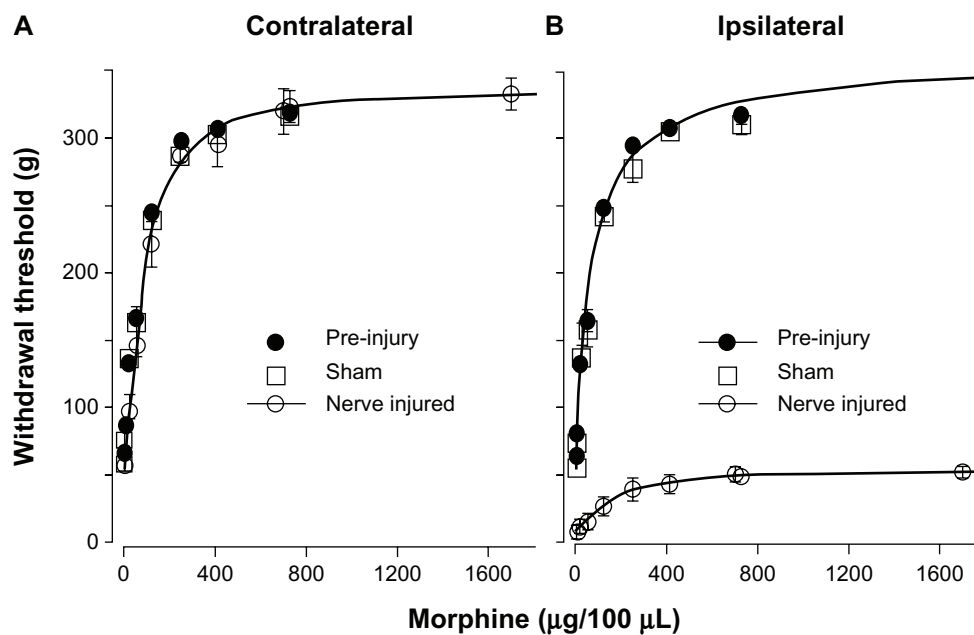 A Contralateral
B Ipsilateral
Withdrawal threshold (g)
300
200
100
0
Pre-injury
Sham
Nerve injured
Pre-injury
Sham
Nerve injured
0 400 800 1200 1600
0 400 800 1200 1600
Morphine (µg/100 µL)